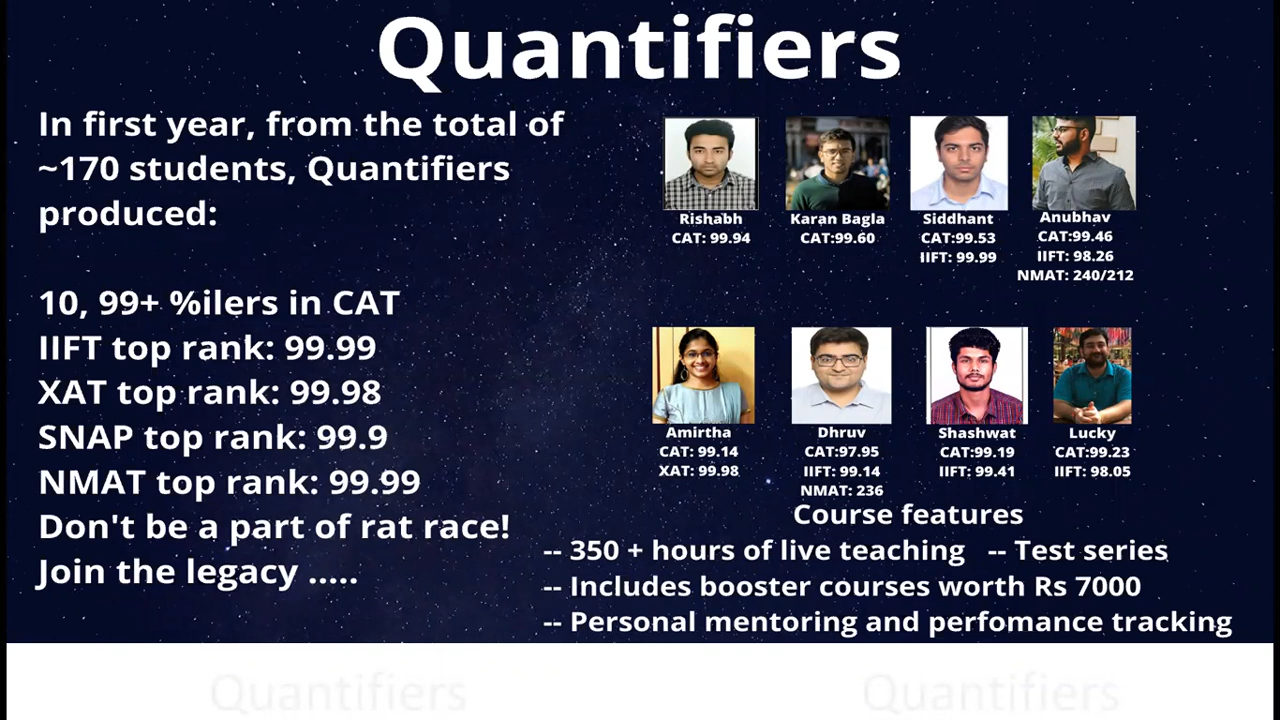 Quantifiers
In first year, from the total of
~170 students, Quantifiers
produced:
10, 99+ %ilers in CAT
IIFT top rank: 99.99
XAT top rank: 99.98
SNAP top rank: 99.9
NMAT top rank: 99.99
Don't be a part of rat race!
Join the legacy .....
Rishabh
CAT: 99.94
Karan Bagla
CAT:99.60
Siddhant
CAT:99.53
IIFT: 99.99
Anubhav
CAT:99.46
IIFT: 98.26
NMAT: 240/212
Amirtha
CAT: 99.14
XAT: 99.98
Dhruv
CAT:97.95
IIFT: 99.14
NMAT: 236
Shashwat
CAT:99.19
IIFT: 99.41
Lucky
CAT:99.23
IIFT: 98.05
Course features
-- 350 + hours of live teaching -- Test series
-- Includes booster courses worth Rs 7000
-- Personal mentoring and perfomance tracking
Quantifiers Quantifiers